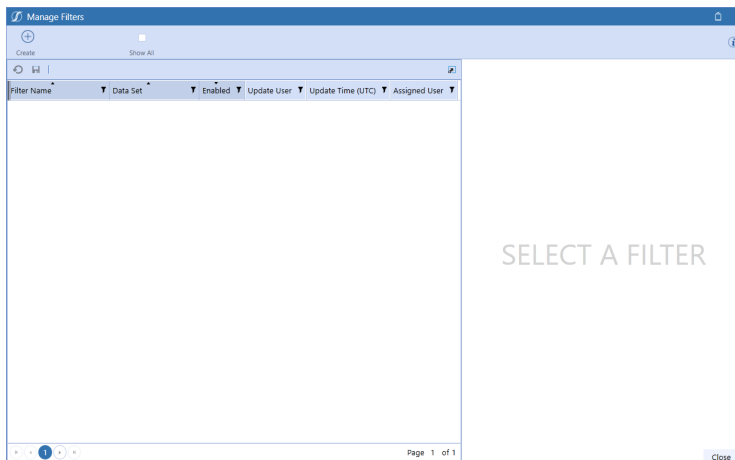 Manage Filters
Create Show All
Filter Name Data Set Enabled Update User Update Time (UTC) Assigned User
SELECT A FILTER
1 Page 1 of 1
Close